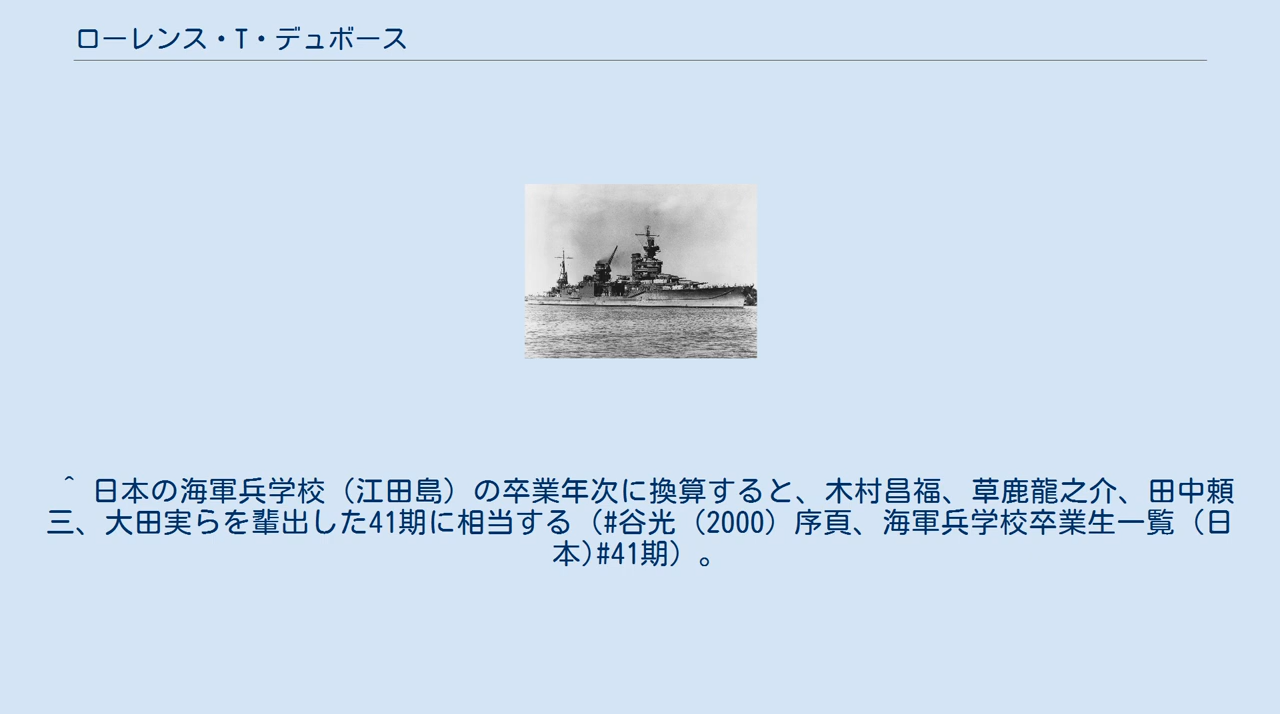 ローレンス・T・デュボース
^ 日本の海軍兵学校（江田島）の卒業年次に換算すると、木村昌福、草鹿龍之介、田中頼
三、大田実らを輩出した41期に相当する（#谷光（2000）序頁、海軍兵学校卒業生一覧（日
本)#41期）。